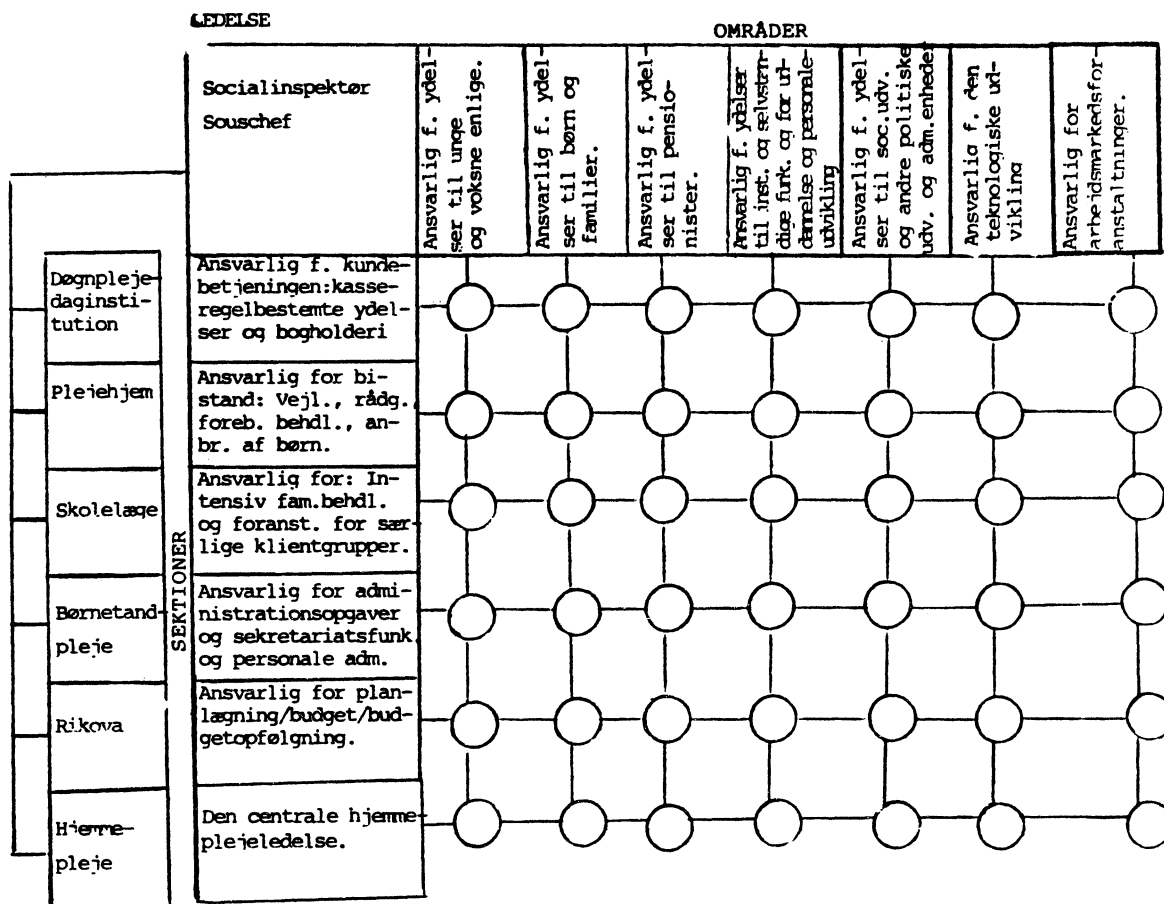 LEDELSE
OMRÅDER
Socialinspektør
Souschef
Ansvarlig f. ydel-
ser til unge
og voksne enlige.
Ansvarlig f. ydel-
ser til børn og
familier.
Ansvarlig f. ydel-
ser til pensio-
nister.
Ansvarlig f. ydelser
til inst. og selvstæn-
dige funk. og for ud-
dannelse og personale-
udvikling
Ansvarlig f. ydel-
ser til soc.udv.
og andre politiske
udv. og adm.enheder
Ansvarlig f. den
teknologiske ud-
vikling
Ansvarlig for
arbejdsmarkedsfor-
anstaltninger.
SEKTIONER
Døgnpleje-
daginsti-
tution
Ansvarlig f. kunde-
betjeningen:kasse-
regelbestemte ydel-
ser og bogholderi
Plejehjem
Ansvarlig for bi-
stand: Vejl., rådg.
foreb. behdl., an-
br. af børn.
Skolelæge
Ansvarlig for: In-
tensiv fam.behdl.
og foranst. for sær-
lige klientgrupper.
Børnetand-
pleje
Ansvarlig for admi-
nistrationsopgaver
og sekretariatsfunk.
og personale adm.
Rikova
Ansvarlig for plan-
lægning/budget/bud-
getopfølgning.
Hjemme-
pleje
Den centrale hjemme-
plejeledelse.